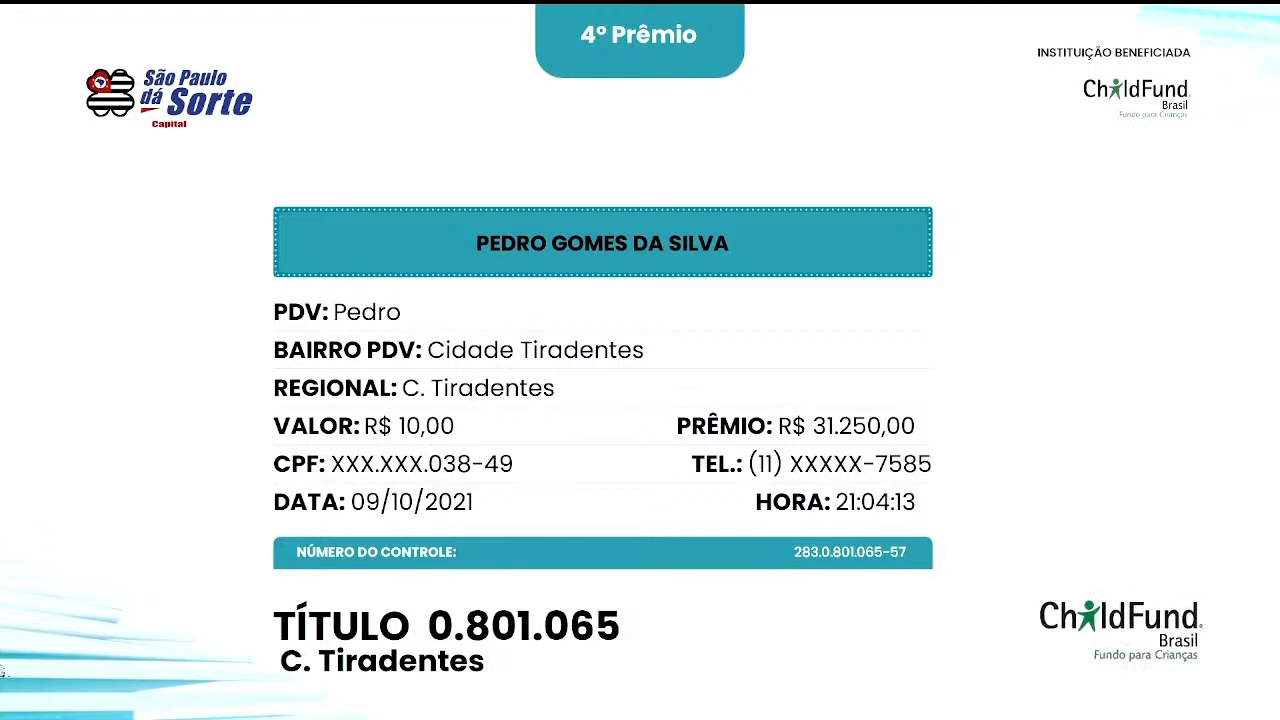 4º Prêmio
INSTITUIÇÃO BENEFICIADA
São Paulo
dá Sorte
Capital
ChildFund
Brasil
Fundo para Crianças
PEDRO GOMES DA SILVA
PDV: Pedro
BAIRRO PDV: Cidade Tiradentes
REGIONAL: C. Tiradentes
VALOR: R$ 10,00 PRÊMIO: R$ 31.250,00
CPF: XXX.XXX.038-49 TEL.: (11) XXXXX-7585
DATA: 09/10/2021 HORA: 21:04:13
NÚMERO DO CONTROLE: 283.0.801.065-57
TÍTULO 0.801.065
C. Tiradentes
ChildFund
Brasil
Fundo para Crianças